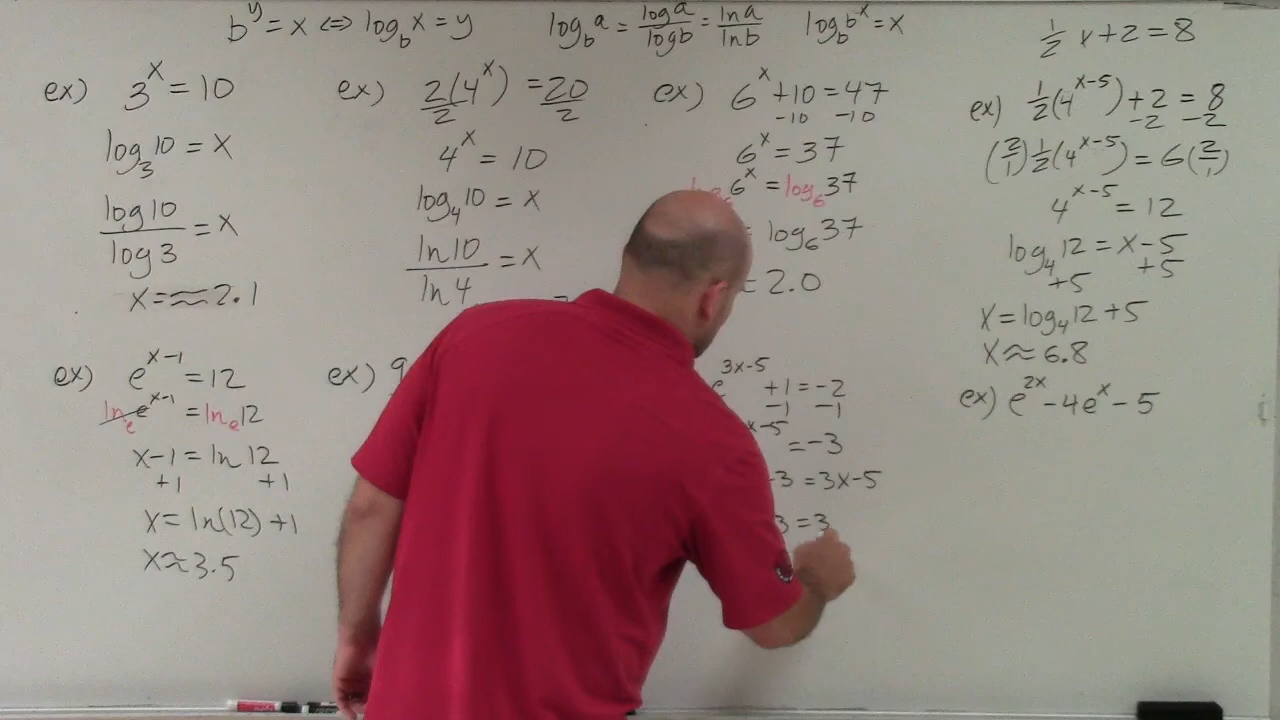 b^y = x ⇔ log_b x = y
log_b a = log a / log b = ln a / ln b
log_b b^x = x
1/2 x + 2 = 8
ex) 3^x = 10
log_3 10 = x
log 10 / log 3 = x
x = ≈ 2.1
ex) 2(4^x) / 2 = 20 / 2
4^x = 10
log_4 10 = x
ln 10 / ln 4 = x
ex) 6^x + 10 = 47
-10 -10
6^x = 37
6^x = log_6 37
log_6 37
2.0
ex) 1/2 (4^{x-5}) + 2 = 8
-2 -2
(2/1) 1/2 (4^{x-5}) = 6 (2/1)
4^{x-5} = 12
log_4 12 = x - 5
+5 +5
x = log_4 12 + 5
x ≈ 6.8
ex) e^{x-1} = 12
ln_e e^{x-1} = ln_e 12
x - 1 = ln 12
+1 +1
x = ln(12) + 1
x ≈ 3.5
ex) 9
e^{3x-5} + 1 = -2
-1 -1
x-5 = -3
-3 = 3x - 5
3 = 3
ex) e^{2x} - 4e^x - 5